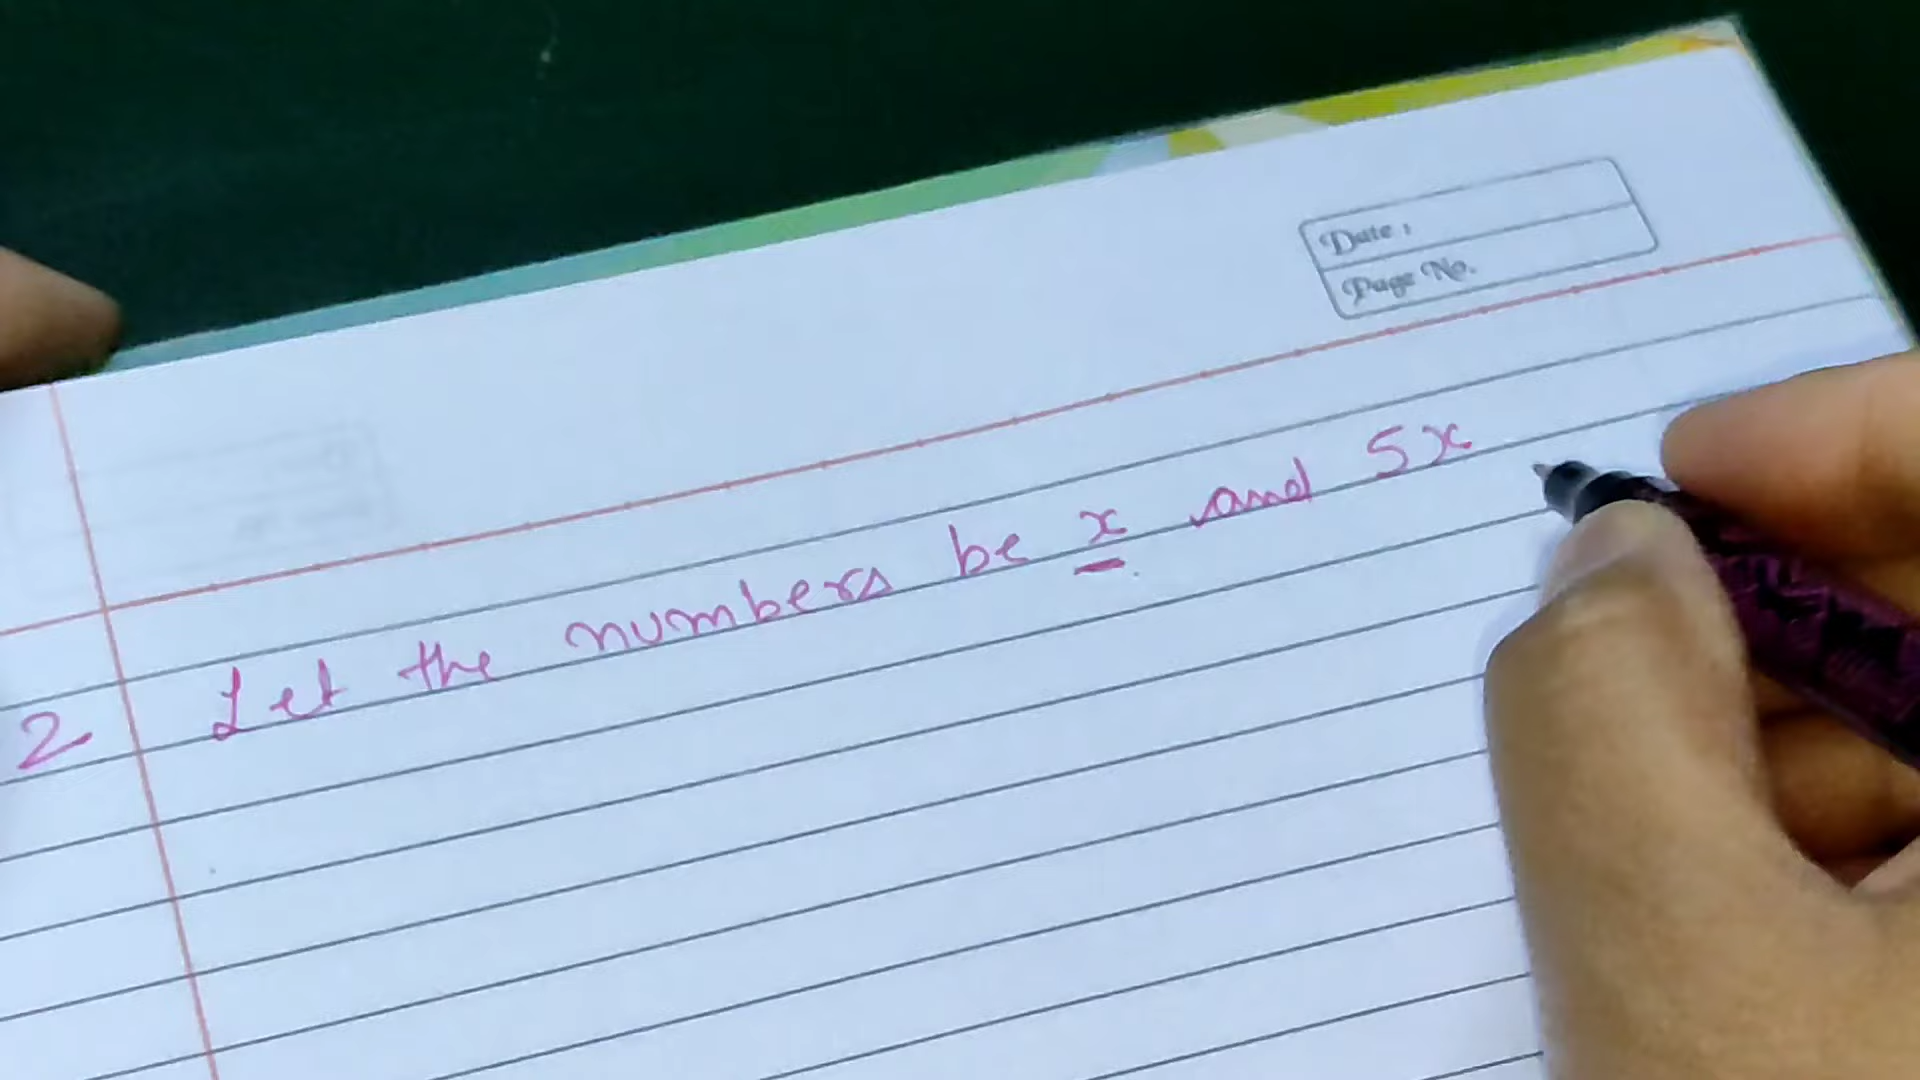 Date :
Page No.
2 Let the numbers be x and 5x